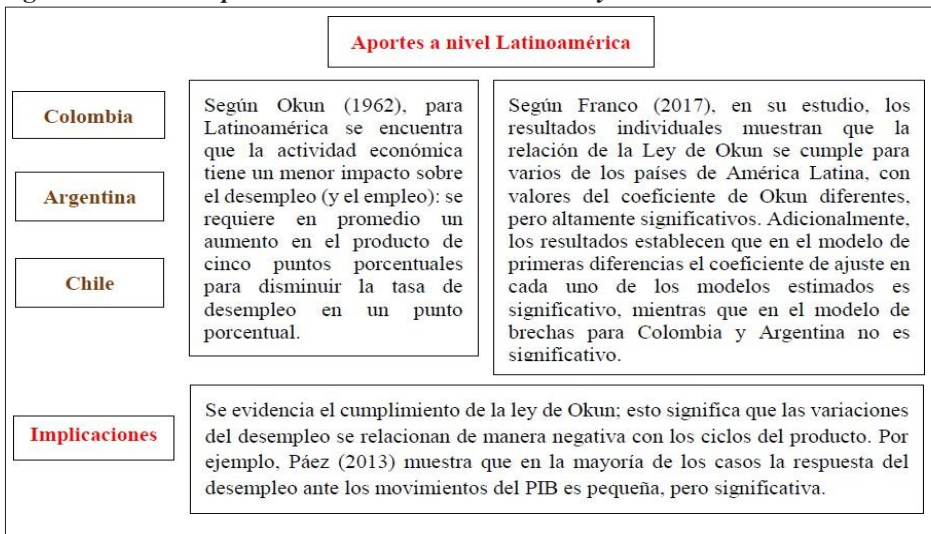 Aportes a nivel Latinoamérica
Colombia
Argentina
Chile
Según Okun (1962), para
Latinoamérica se encuentra
que la actividad económica
tiene un menor impacto sobre
el desempleo (y el empleo): se
requiere en promedio un
aumento en el producto de
cinco puntos porcentuales
para disminuir la tasa de
desempleo en un punto
porcentual.
Según Franco (2017), en su estudio, los
resultados individuales muestran que la
relación de la Ley de Okun se cumple para
varios de los países de América Latina, con
valores del coeficiente de Okun diferentes,
pero altamente significativos. Adicionalmente,
los resultados establecen que en el modelo de
primeras diferencias el coeficiente de ajuste en
cada uno de los modelos estimados es
significativo, mientras que en el modelo de
brechas para Colombia y Argentina no es
significativo.
Implicaciones
Se evidencia el cumplimiento de la ley de Okun; esto significa que las variaciones
del desempleo se relacionan de manera negativa con los ciclos del producto. Por
ejemplo, Páez (2013) muestra que en la mayoría de los casos la respuesta del
desempleo ante los movimientos del PIB es pequeña, pero significativa.